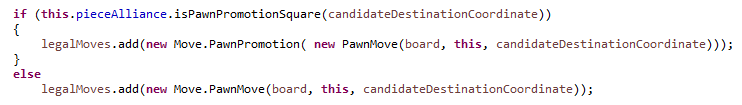 if (this.pieceAlliance.isPawnPromotionSquare(candidateDestinationCoordinate))
{
    legalMoves.add(new Move.PawnPromotion( new PawnMove(board, this, candidateDestinationCoordinate)));
}
else
    legalMoves.add(new Move.PawnMove(board, this, candidateDestinationCoordinate));